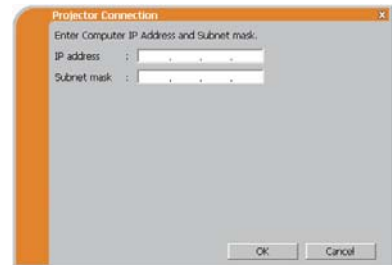 Projector Connection x
Enter Computer IP Address and Subnet mask.
IP address : . . .
Subnet mask : . . .
OK Cancel